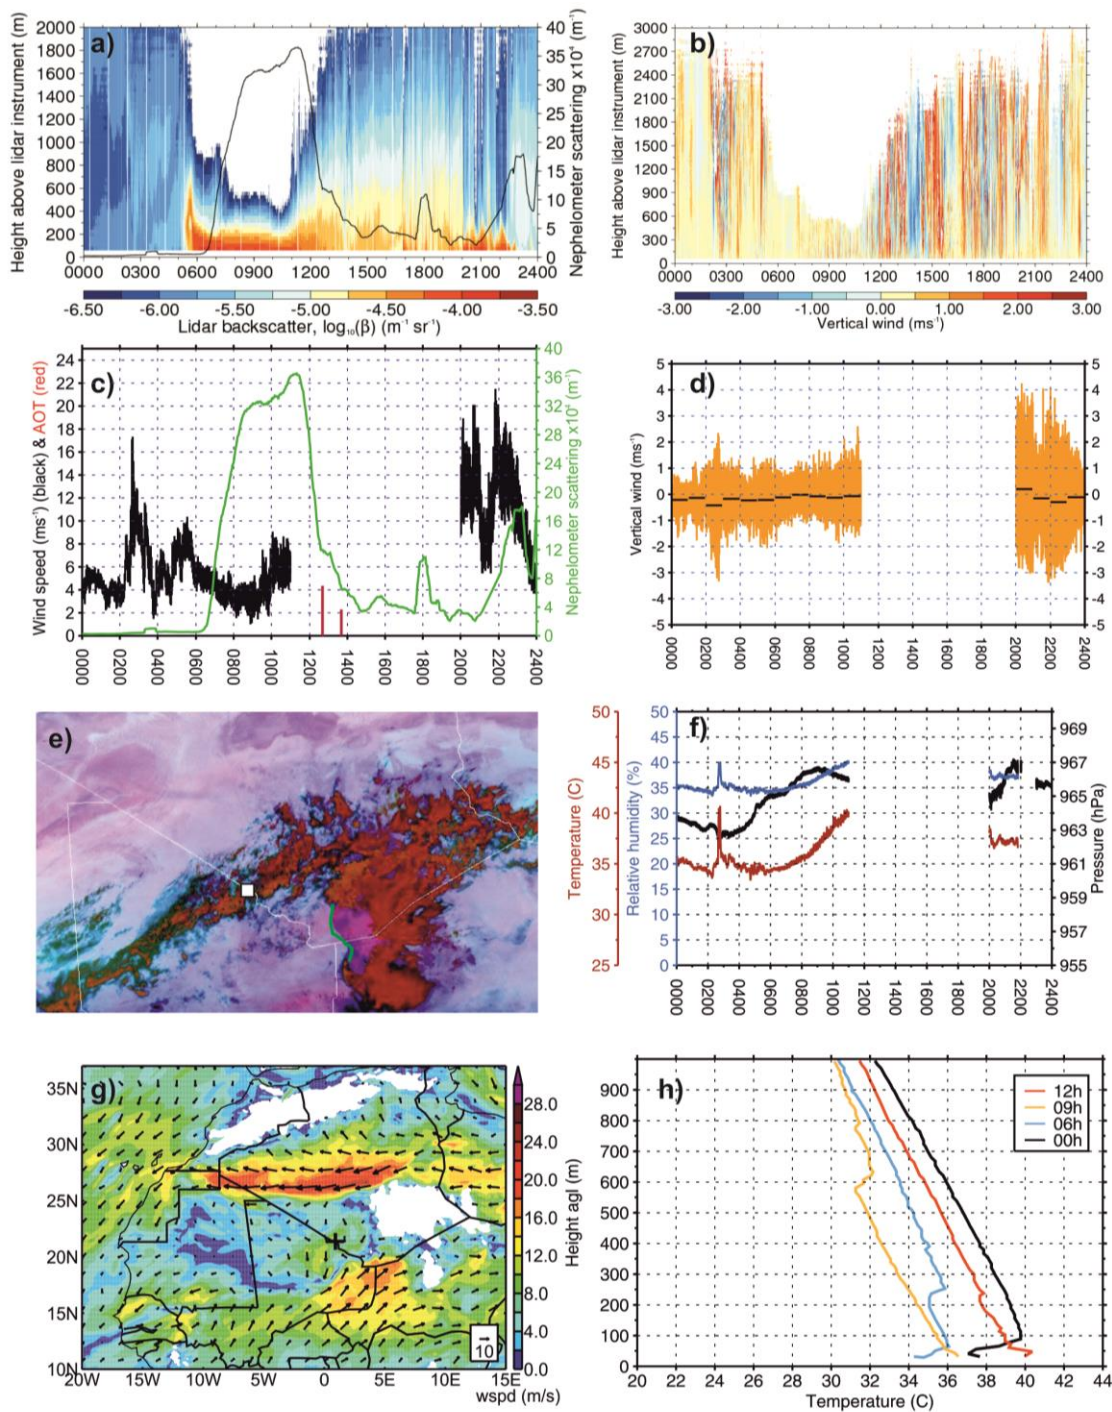 a)
Height above lidar instrument (m)
2000
1800
1600
1400
1200
1000
800
600
400
200
0
40
35
30
25
20
15
10
5
0
Nephelometer scattering x10⁴ (m⁻¹)
0000 0300 0600 0900 1200 1500 1800 2100 2400
-6.50 -6.00 -5.50 -5.00 -4.50 -4.00 -3.50
Lidar backscatter, log₁₀(β) (m⁻¹ sr⁻¹)
b)
Height above lidar instrument (m)
3000
2700
2400
2100
1800
1500
1200
900
600
300
0
0000 0300 0600 0900 1200 1500 1800 2100 2400
-3.00 -2.00 -1.00 0.00 1.00 2.00 3.00
Vertical wind (ms⁻¹)
c)
Wind speed (ms⁻¹) (black) & AOT (red)
24
22
20
18
16
14
12
10
8
6
4
2
0
40
36
32
28
24
20
16
12
8
4
0
Nephelometer scattering x10⁴ (m⁻¹)
0000 0200 0400 0600 0800 1000 1200 1400 1600 1800 2000 2200 2400
d)
Vertical wind (ms⁻¹)
5
4
3
2
1
0
-1
-2
-3
-4
-5
5
4
3
2
1
0
-1
-2
-3
-4
-5
0000 0200 0400 0600 0800 1000 1200 1400 1600 1800 2000 2200 2400
e)
f)
Temperature (C)
50
45
40
35
30
25
Relative humidity (%)
50
45
40
35
30
25
20
15
10
5
0
969
967
965
963
961
959
957
955
Pressure (hPa)
0000 0200 0400 0600 0800 1000 1200 1400 1600 1800 2000 2200 2400
g)
35N
30N
25N
20N
15N
10N
20W 15W 10W 5W 0 5E 10E 15E
10
28.0
24.0
20.0
16.0
12.0
8.0
4.0
0.0
wspd (m/s)
h)
Height agl (m)
900
800
700
600
500
400
300
200
100
0
12h
09h
06h
00h
20 22 24 26 28 30 32 34 36 38 40 42 44
Temperature (C)